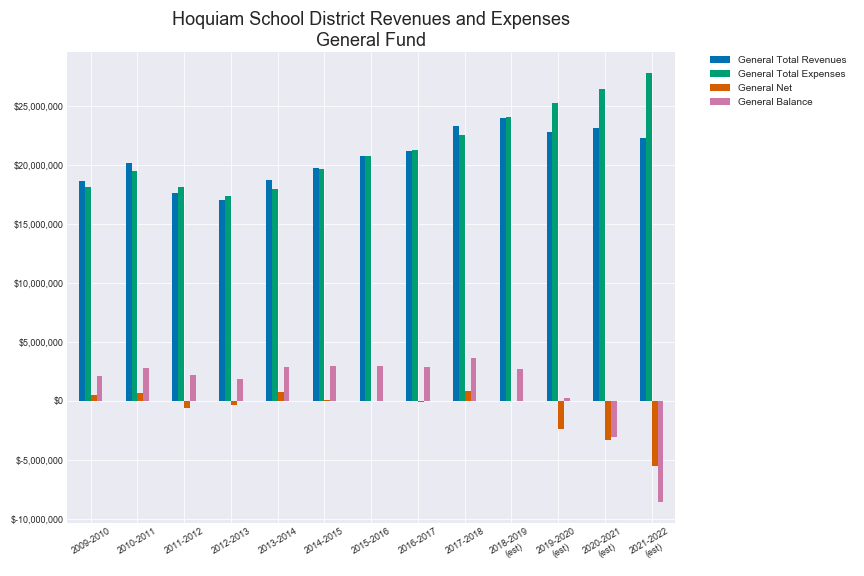 Hoquiam School District Revenues and Expenses
General Fund
General Total Revenues
General Total Expenses
General Net
General Balance
$25,000,000
$20,000,000
$15,000,000
$10,000,000
$5,000,000
$0
$-5,000,000
$-10,000,000
2009-2010
2010-2011
2011-2012
2012-2013
2013-2014
2014-2015
2015-2016
2016-2017
2017-2018
2018-2019
(est)
2019-2020
(est)
2020-2021
(est)
2021-2022
(est)